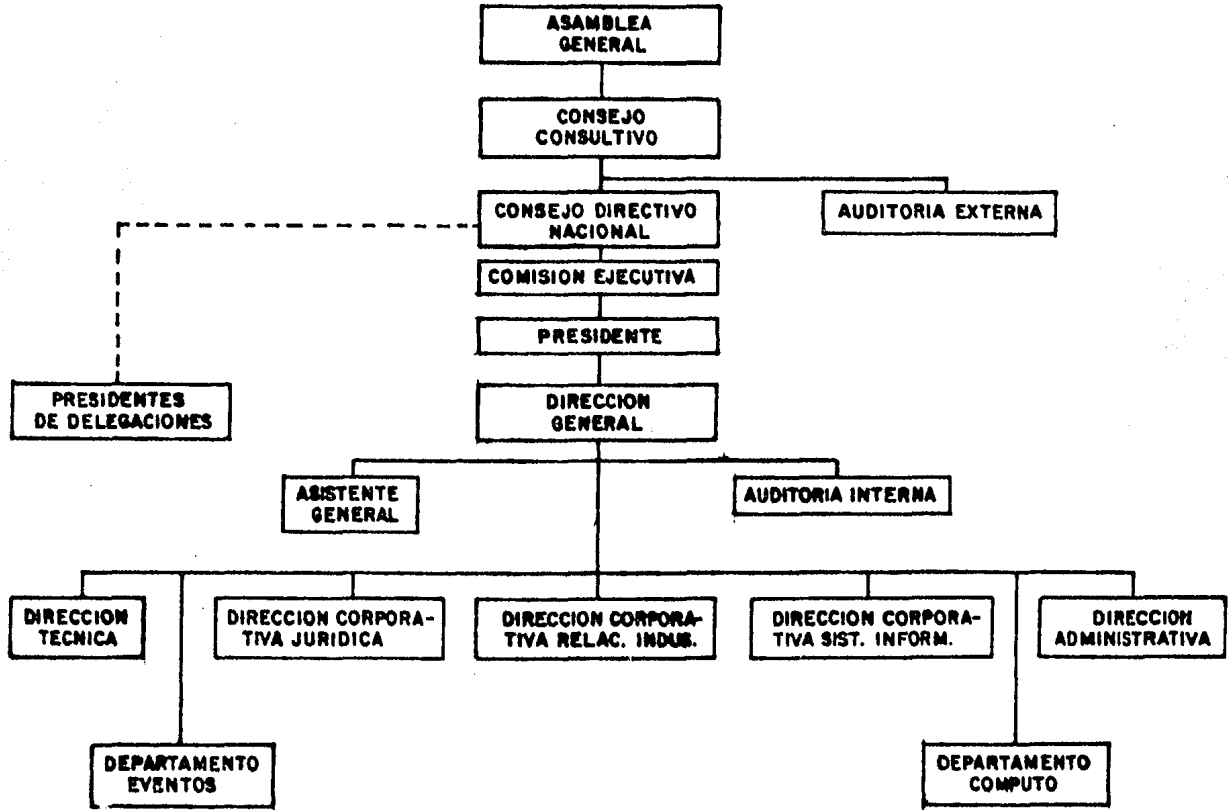 ASAMBLEA
GENERAL
CONSEJO
CONSULTIVO
CONSEJO DIRECTIVO
NACIONAL
AUDITORIA EXTERNA
COMISION EJECUTIVA
PRESIDENTE
PRESIDENTES
DE DELEGACIONES
DIRECCION
GENERAL
ASISTENTE
GENERAL
AUDITORIA INTERNA
DIRECCION
TECNICA
DIRECCION CORPORA-
TIVA JURIDICA
DIRECCION CORPORA-
TIVA RELAC. INDUS.
DIRECCION CORPORA-
TIVA SIST. INFORM.
DIRECCION
ADMINISTRATIVA
DEPARTAMENTO
EVENTOS
DEPARTAMENTO
COMPUTO